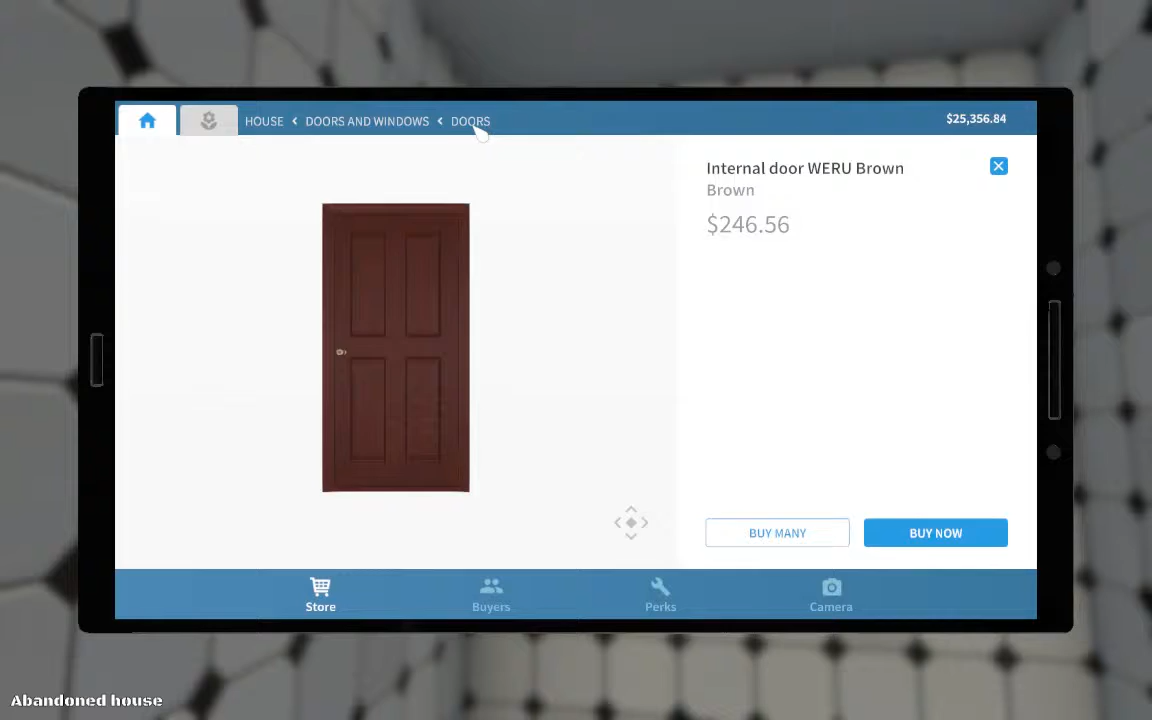 HOUSE < DOORS AND WINDOWS < DOORS
$25,356.84
Internal door WERU Brown
Brown
$246.56
BUY MANY
BUY NOW
Store
Buyers
Perks
Camera
Abandoned house